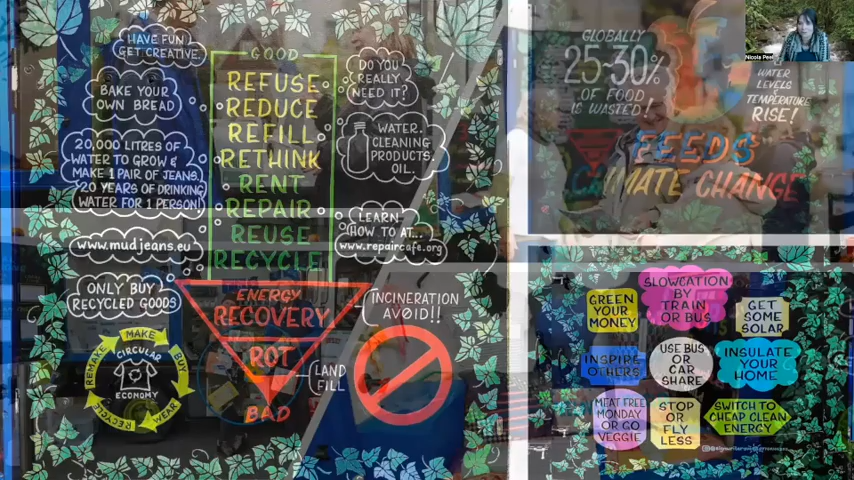 HAVE FUN
GET CREATIVE.
BAKE YOUR
OWN BREAD
20,000 LITRES OF
WATER TO GROW &
MAKE 1 PAIR OF JEANS
20 YEARS OF DRINKING
WATER FOR 1 PERSON!
www.mudjeans.eu
ONLY BUY
RECYCLED GOODS
MAKE
BUY
WEAR
RECYCLE
REMAKE
CIRCULAR
ECONOMY
GOOD
REFUSE
REDUCE
REFILL
RETHINK
RENT
REPAIR
REUSE
RECYCLE
ENERGY
RECOVERY
ROT
BAD
DO YOU
REALLY
NEED IT?
WATER.
CLEANING
PRODUCTS.
OIL.
LEARN
HOW TO AT...
www.repaircafe.org
INCINERATION
AVOID!!
LAND
FILL
GLOBALLY
25-30%
OF FOOD
IS WASTED!
WATER
LEVELS
&
TEMPERATURE
RISE!
FEEDS
CLIMATE CHANGE
Nicola Peel
GREEN
YOUR
MONEY
SLOWCATION
BY
TRAIN
OR BUS
GET
SOME
SOLAR
INSPIRE
OTHERS
USE BUS
OR
CAR
SHARE
INSULATE
YOUR
HOME
MEAT FREE
MONDAY
OR GO
VEGGIE
STOP
OR
FLY
LESS
SWITCH TO
CHEAP CLEAN
ENERGY